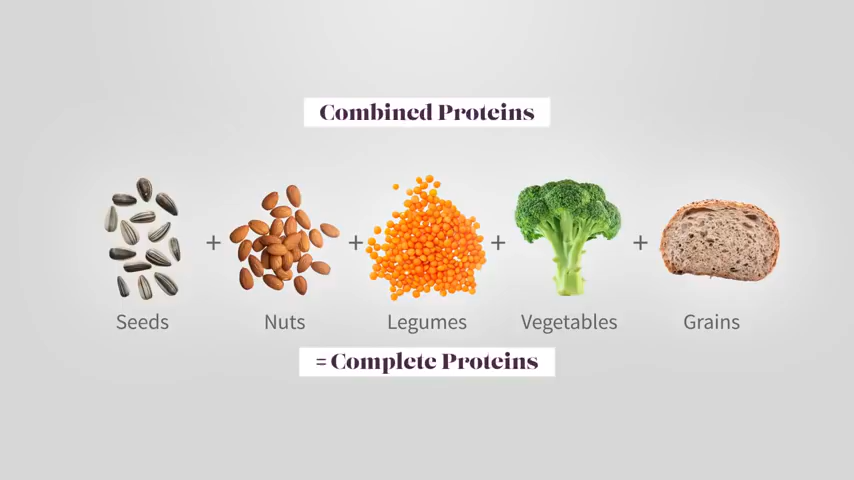 Combined Proteins
+ + + +
Seeds Nuts Legumes Vegetables Grains
= Complete Proteins